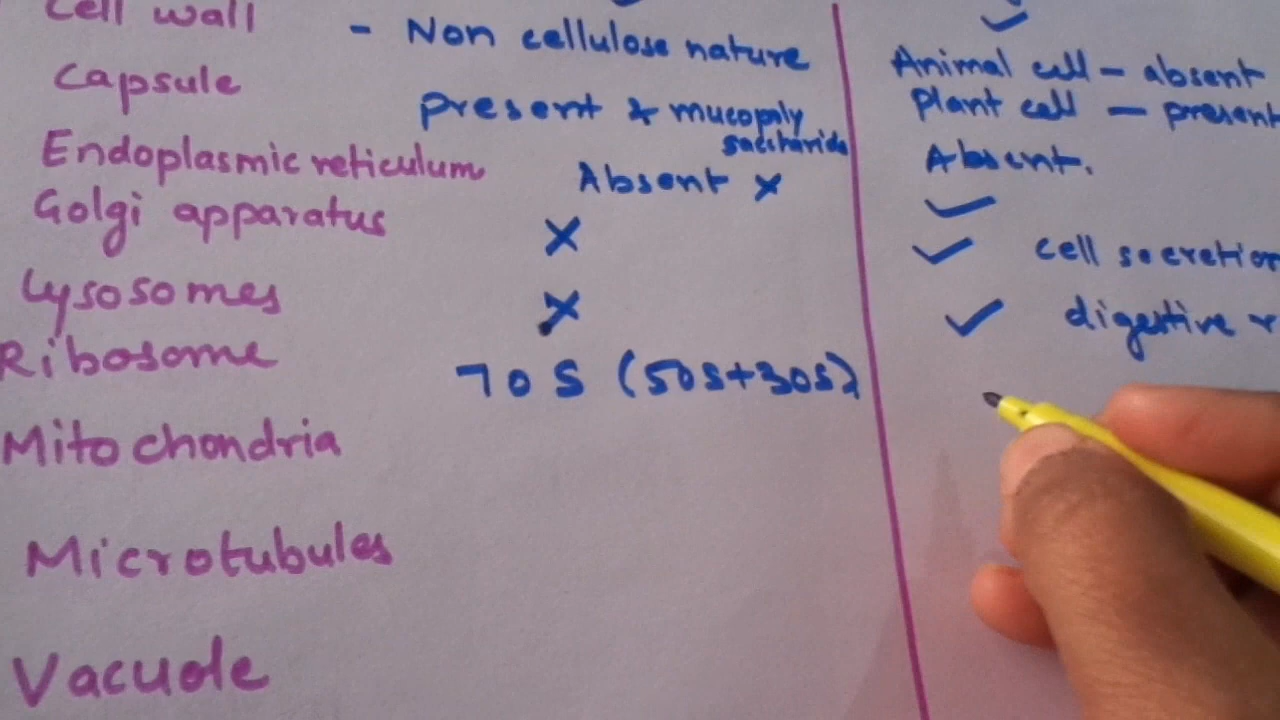 Cell wall - Non cellulose nature Animal cell - absent
Plant cell - present
Capsule present & mucopoly saccharide Absent.
Endoplasmic reticulum Absent x ✓
Golgi apparatus x ✓ cell secretion
Lysosomes x ✓ digestive
Ribosome 70 S (50S+30S)
Mitochondria
Microtubules
Vacuole